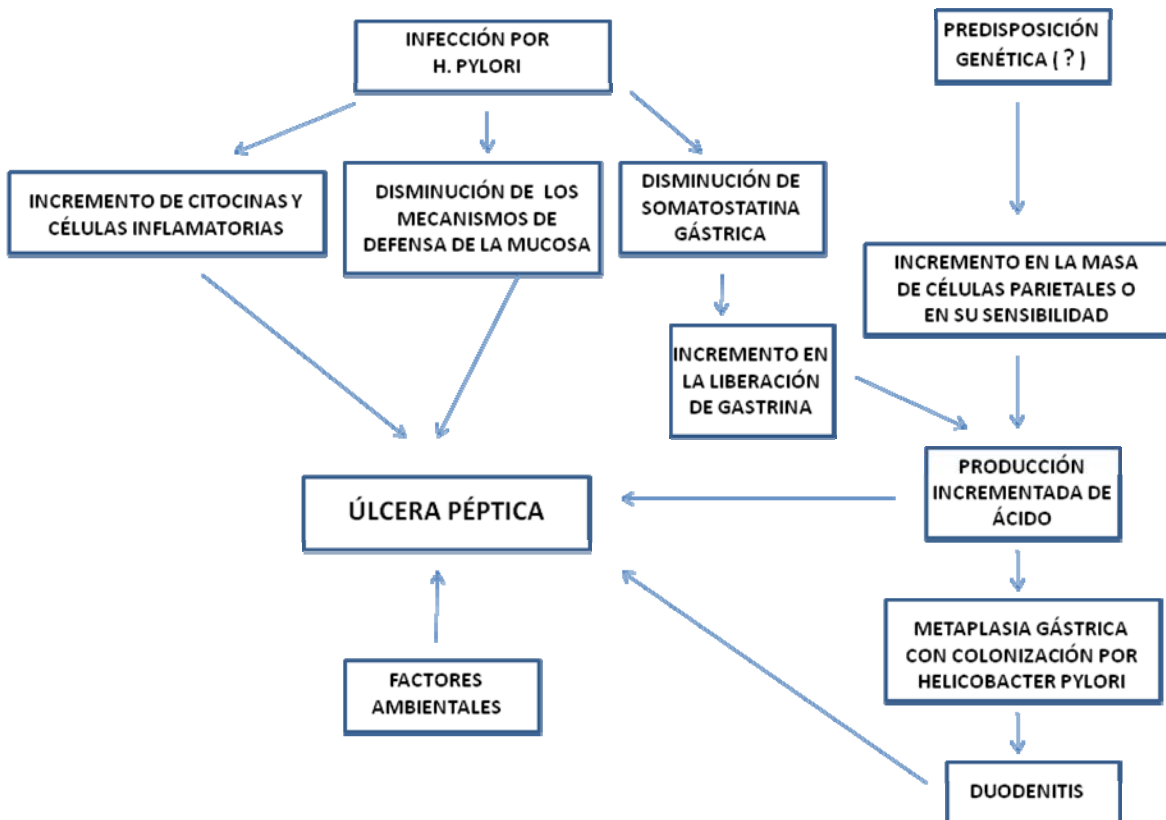 INFECCIÓN POR
H. PYLORI
PREDISPOSICIÓN
GENÉTICA ( ? )
INCREMENTO DE CITOCINAS Y
CÉLULAS INFLAMATORIAS
DISMINUCIÓN DE LOS
MECANISMOS DE
DEFENSA DE LA MUCOSA
DISMINUCIÓN DE
SOMATOSTATINA
GÁSTRICA
INCREMENTO EN LA MASA
DE CÉLULAS PARIETALES O
EN SU SENSIBILIDAD
INCREMENTO EN
LA LIBERACIÓN
DE GASTRINA
PRODUCCIÓN
INCREMENTADA DE
ÁCIDO
ÚLCERA PÉPTICA
METAPLASIA GÁSTRICA
CON COLONIZACIÓN POR
HELICOBACTER PYLORI
FACTORES
AMBIENTALES
DUODENITIS